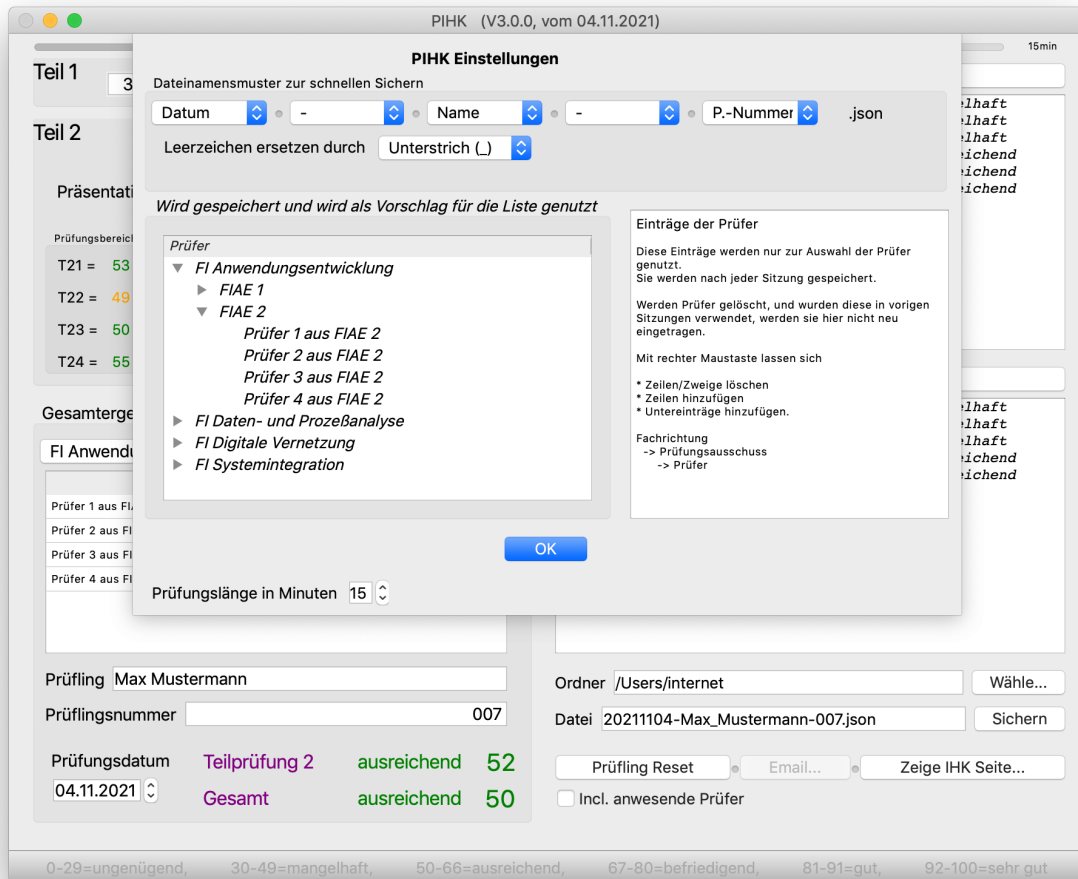 PIHK (V3.0.0, vom 04.11.2021)
15min
PIHK Einstellungen
Teil 1
3
Dateinamensmuster zur schnellen Sichern
Datum - Name - P.-Nummer .json
Leerzeichen ersetzen durch Unterstrich (_)
Teil 2
Wird gespeichert und wird als Vorschlag für die Liste genutzt
Prüfer
FI Anwendungsentwicklung
FIAE 1
FIAE 2
Prüfer 1 aus FIAE 2
Prüfer 2 aus FIAE 2
Prüfer 3 aus FIAE 2
Prüfer 4 aus FIAE 2
FI Daten- und Prozeßanalyse
FI Digitale Vernetzung
FI Systemintegration
Einträge der Prüfer
Diese Einträge werden nur zur Auswahl der Prüfer
genutzt.
Sie werden nach jeder Sitzung gespeichert.
Werden Prüfer gelöscht, und wurden diese in vorigen
Sitzungen verwendet, werden sie hier nicht neu
eingetragen.
Mit rechter Maustaste lassen sich
* Zeilen/Zweige löschen
* Zeilen hinzufügen
* Untereinträge hinzufügen.
Fachrichtung
-> Prüfungsausschuss
-> Prüfer
OK
Prüfungslänge in Minuten 15
Präsentati
Prüfungsbereich
T21 = 53
T22 = 49
T23 = 50
T24 = 55
elhaft
elhaft
elhaft
eichend
eichend
eichend
Gesamterge
FI Anwendu
Prüfer 1 aus FI
Prüfer 2 aus FI
Prüfer 3 aus FI
Prüfer 4 aus FI
elhaft
elhaft
elhaft
eichend
eichend
Prüfling Max Mustermann
Prüflingsnummer 007
Prüfungsdatum
04.11.2021
Teilprüfung 2 ausreichend 52
Gesamt ausreichend 50
Ordner /Users/internet Wähle...
Datei 20211104-Max_Mustermann-007.json Sichern
Prüfling Reset Email... Zeige IHK Seite...
Incl. anwesende Prüfer
0-29=ungenügend, 30-49=mangelhaft, 50-66=ausreichend, 67-80=befriedigend, 81-91=gut, 92-100=sehr gut